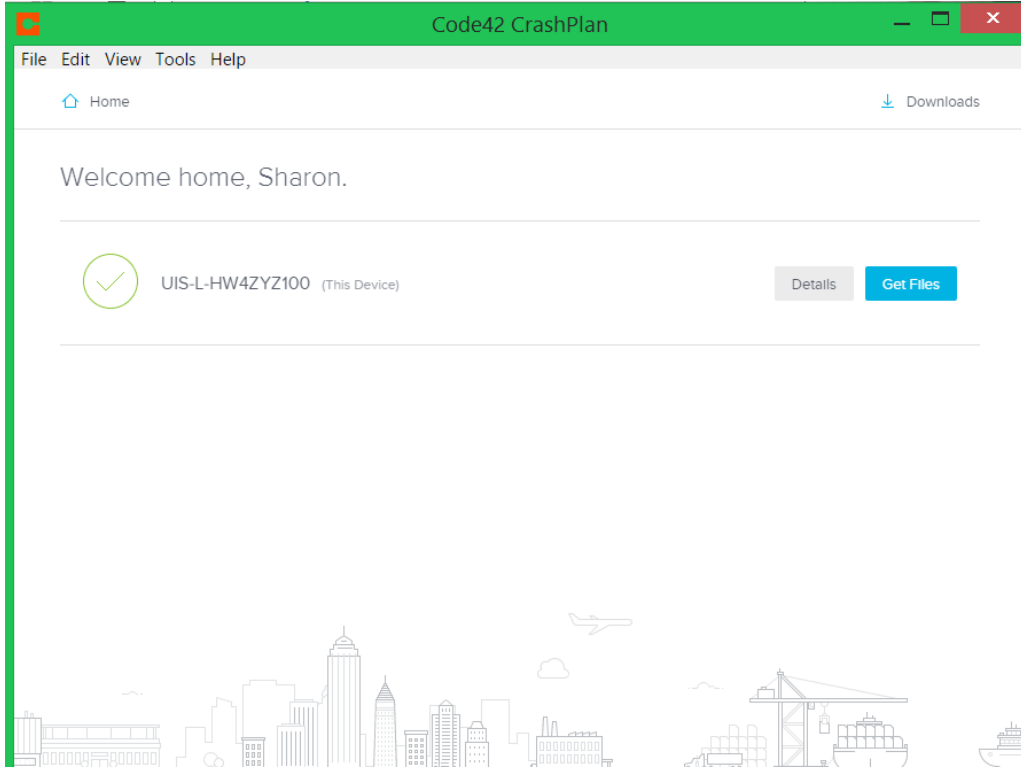 Code42 CrashPlan
File Edit View Tools Help
Home Downloads
Welcome home, Sharon.
UIS-L-HW4ZYZ100 (This Device) Details Get Files